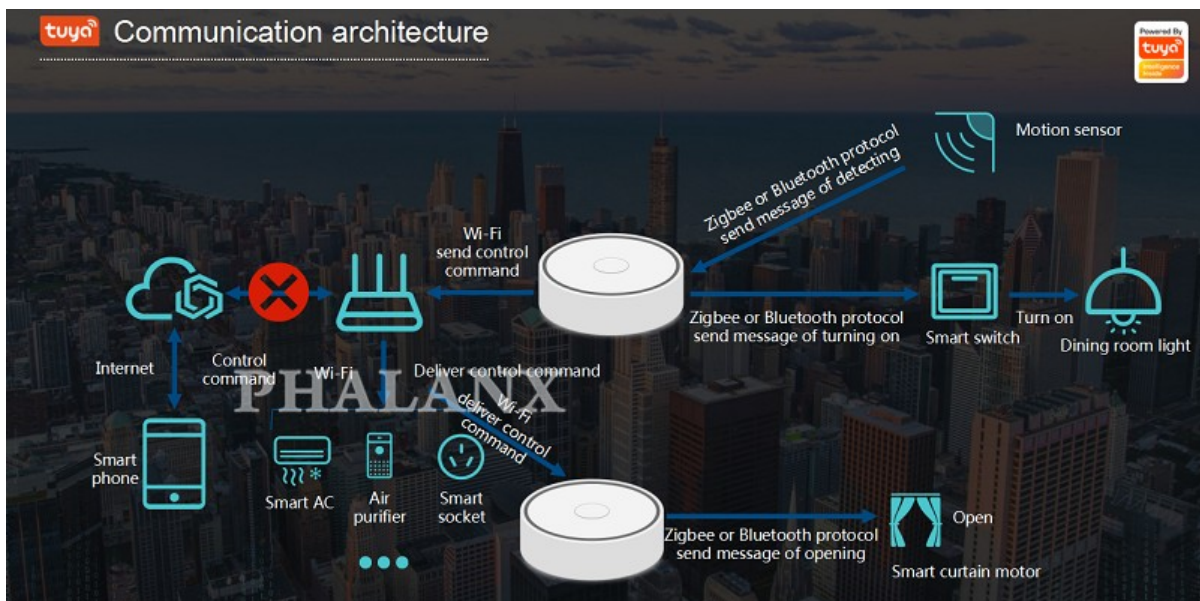 tuya Communication architecture
Powered By
tuya
Intelligence
Inside
Motion sensor
Zigbee or Bluetooth protocol
send message of detecting
Wi-Fi
send control
command
Zigbee or Bluetooth protocol
send message of turning on
Smart switch
Turn on
Dining room light
Internet
Control
command
Wi-Fi
Deliver control command
PHALANX
Wi-Fi
deliver control
command
Smart
phone
Smart AC
Air
purifier
Smart
socket
Zigbee or Bluetooth protocol
send message of opening
Open
Smart curtain motor